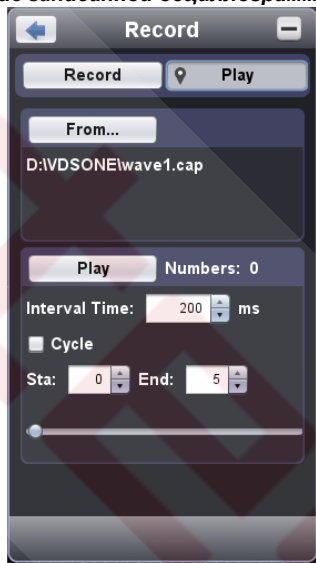 Record
Record Play
From...
D:\VDSONE\wave1.cap
Play Numbers: 0
Interval Time: 200 ms
Cycle
Sta: 0 End: 5